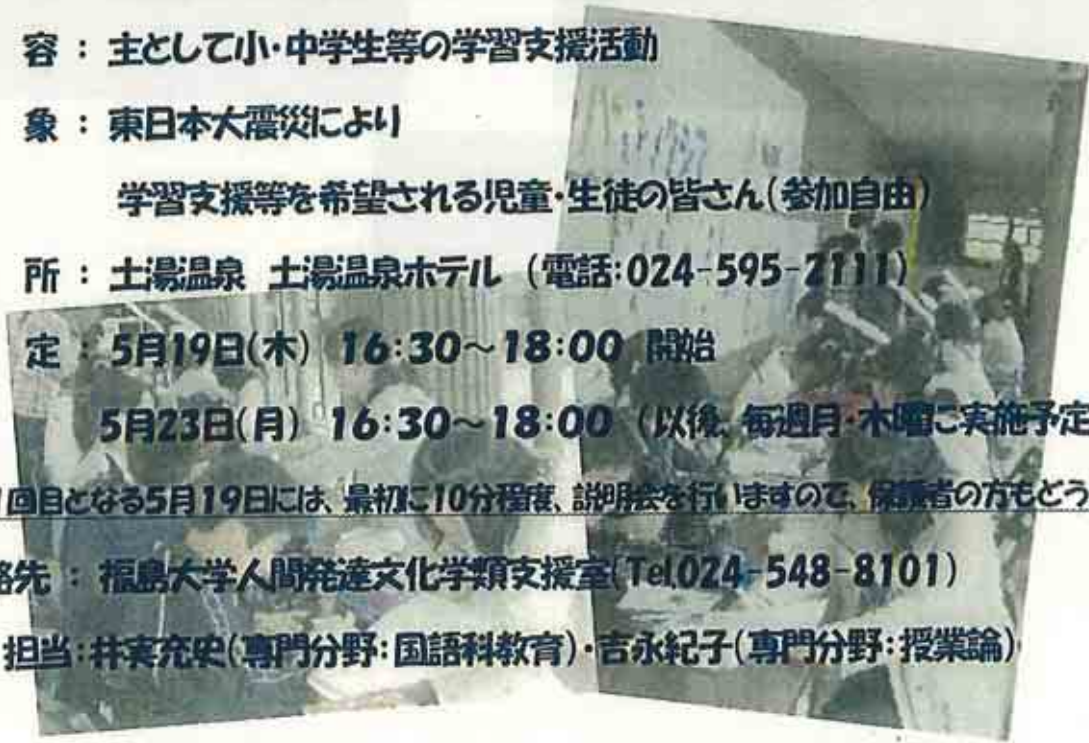 容 : 主として小・中学生等の学習支援活動
象 : 東日本大震災により
学習支援等を希望される児童・生徒の皆さん(参加自由)
所 : 土湯温泉 土湯温泉ホテル (電話:024-595-2111)
定 : 5月19日(木) 16:30~18:00 開始
5月23日(月) 16:30~18:00 (以後、毎週月・木曜に実施予定
1回目となる5月19日には、最初に10分程度、説明会を行いますので、保護者の方もどう
絡先 : 福島大学人間発達文化学類支援室(Tel.024-548-8101)
担当:井実充史(専門分野:国語科教育)・吉永紀子(専門分野:授業論)